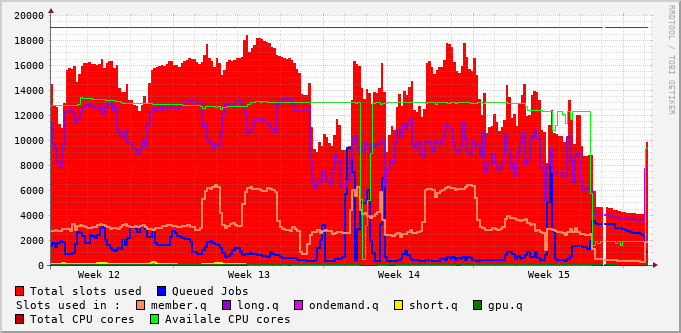 20000
18000
16000
14000
12000
10000
8000
6000
4000
2000
0
Week 12 Week 13 Week 14 Week 15
RRDTOOL / TOBI OETIKER
Total slots used Queued Jobs
Slots used in : member.q long.q ondemand.q short.q gpu.q
Total CPU cores Availale CPU cores